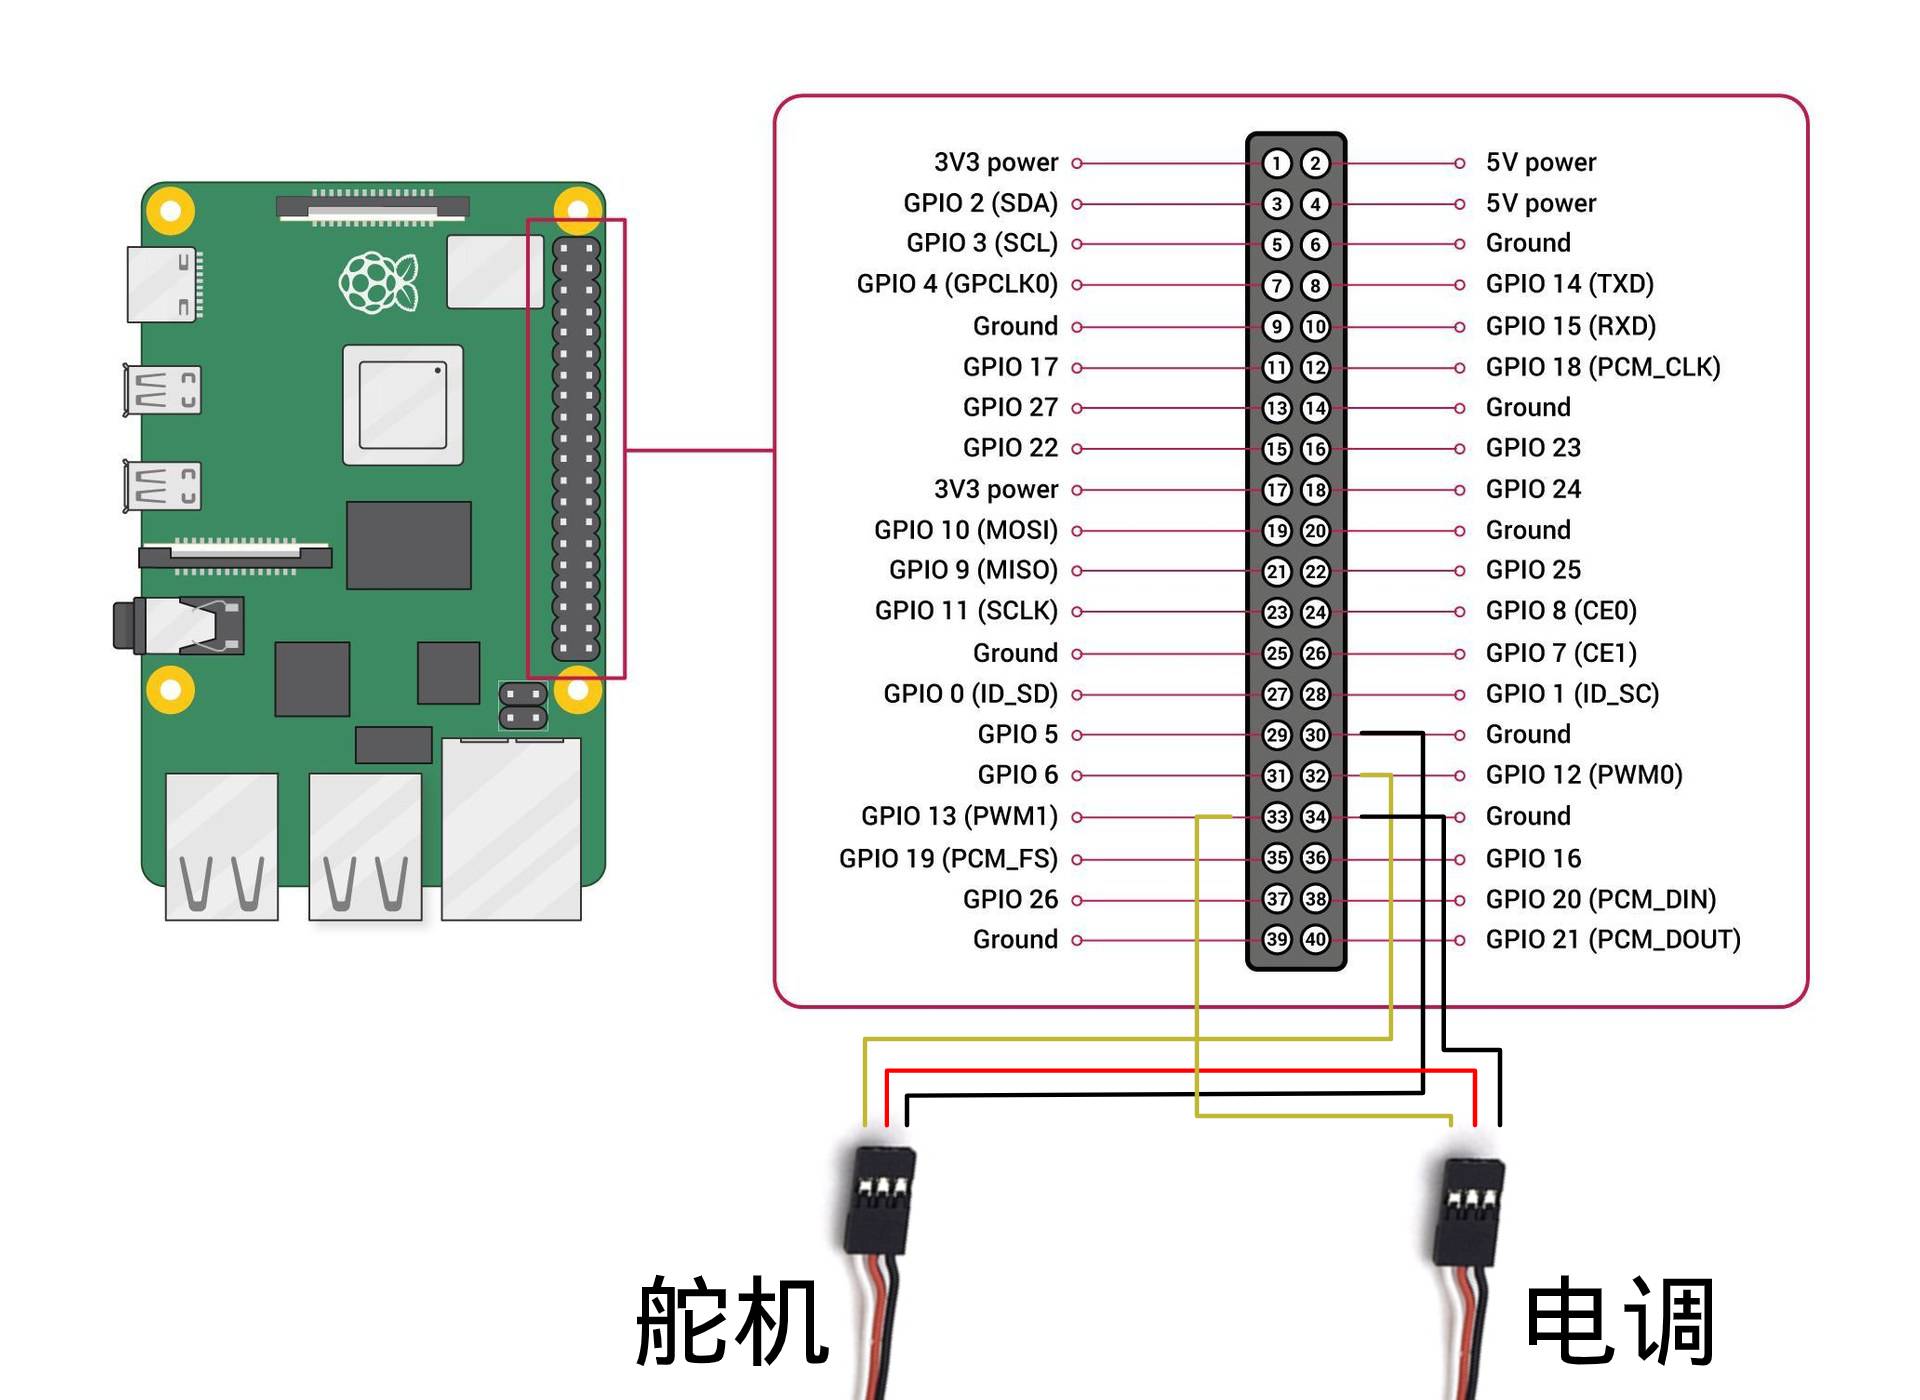 3V3 power 1 2 5V power
GPIO 2 (SDA) 3 4 5V power
GPIO 3 (SCL) 5 6 Ground
GPIO 4 (GPCLK0) 7 8 GPIO 14 (TXD)
Ground 9 10 GPIO 15 (RXD)
GPIO 17 11 12 GPIO 18 (PCM_CLK)
GPIO 27 13 14 Ground
GPIO 22 15 16 GPIO 23
3V3 power 17 18 GPIO 24
GPIO 10 (MOSI) 19 20 Ground
GPIO 9 (MISO) 21 22 GPIO 25
GPIO 11 (SCLK) 23 24 GPIO 8 (CE0)
Ground 25 26 GPIO 7 (CE1)
GPIO 0 (ID_SD) 27 28 GPIO 1 (ID_SC)
GPIO 5 29 30 Ground
GPIO 6 31 32 GPIO 12 (PWM0)
GPIO 13 (PWM1) 33 34 Ground
GPIO 19 (PCM_FS) 35 36 GPIO 16
GPIO 26 37 38 GPIO 20 (PCM_DIN)
Ground 39 40 GPIO 21 (PCM_DOUT)
舵机 电调